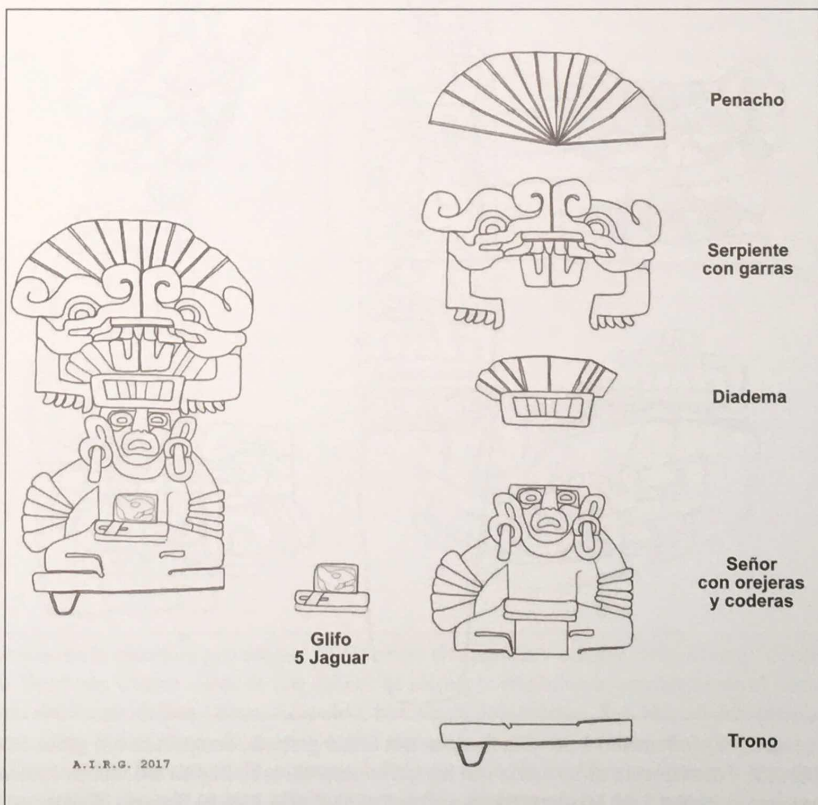 Penacho
Serpiente
con garras
Diadema
Señor
con orejeras
y coderas
Glifo
5 Jaguar
Trono
A.I.R.G. 2017